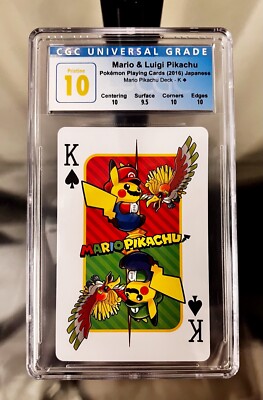 CGC UNIVERSAL GRADE
Pristine
10
Mario & Luigi Pikachu
Pokémon Playing Cards (2016) Japanese
Mario Pikachu Deck - K ♠
Centering Surface Corners Edges
10 9.5 10 10
K
MARIO PIKACHU
K